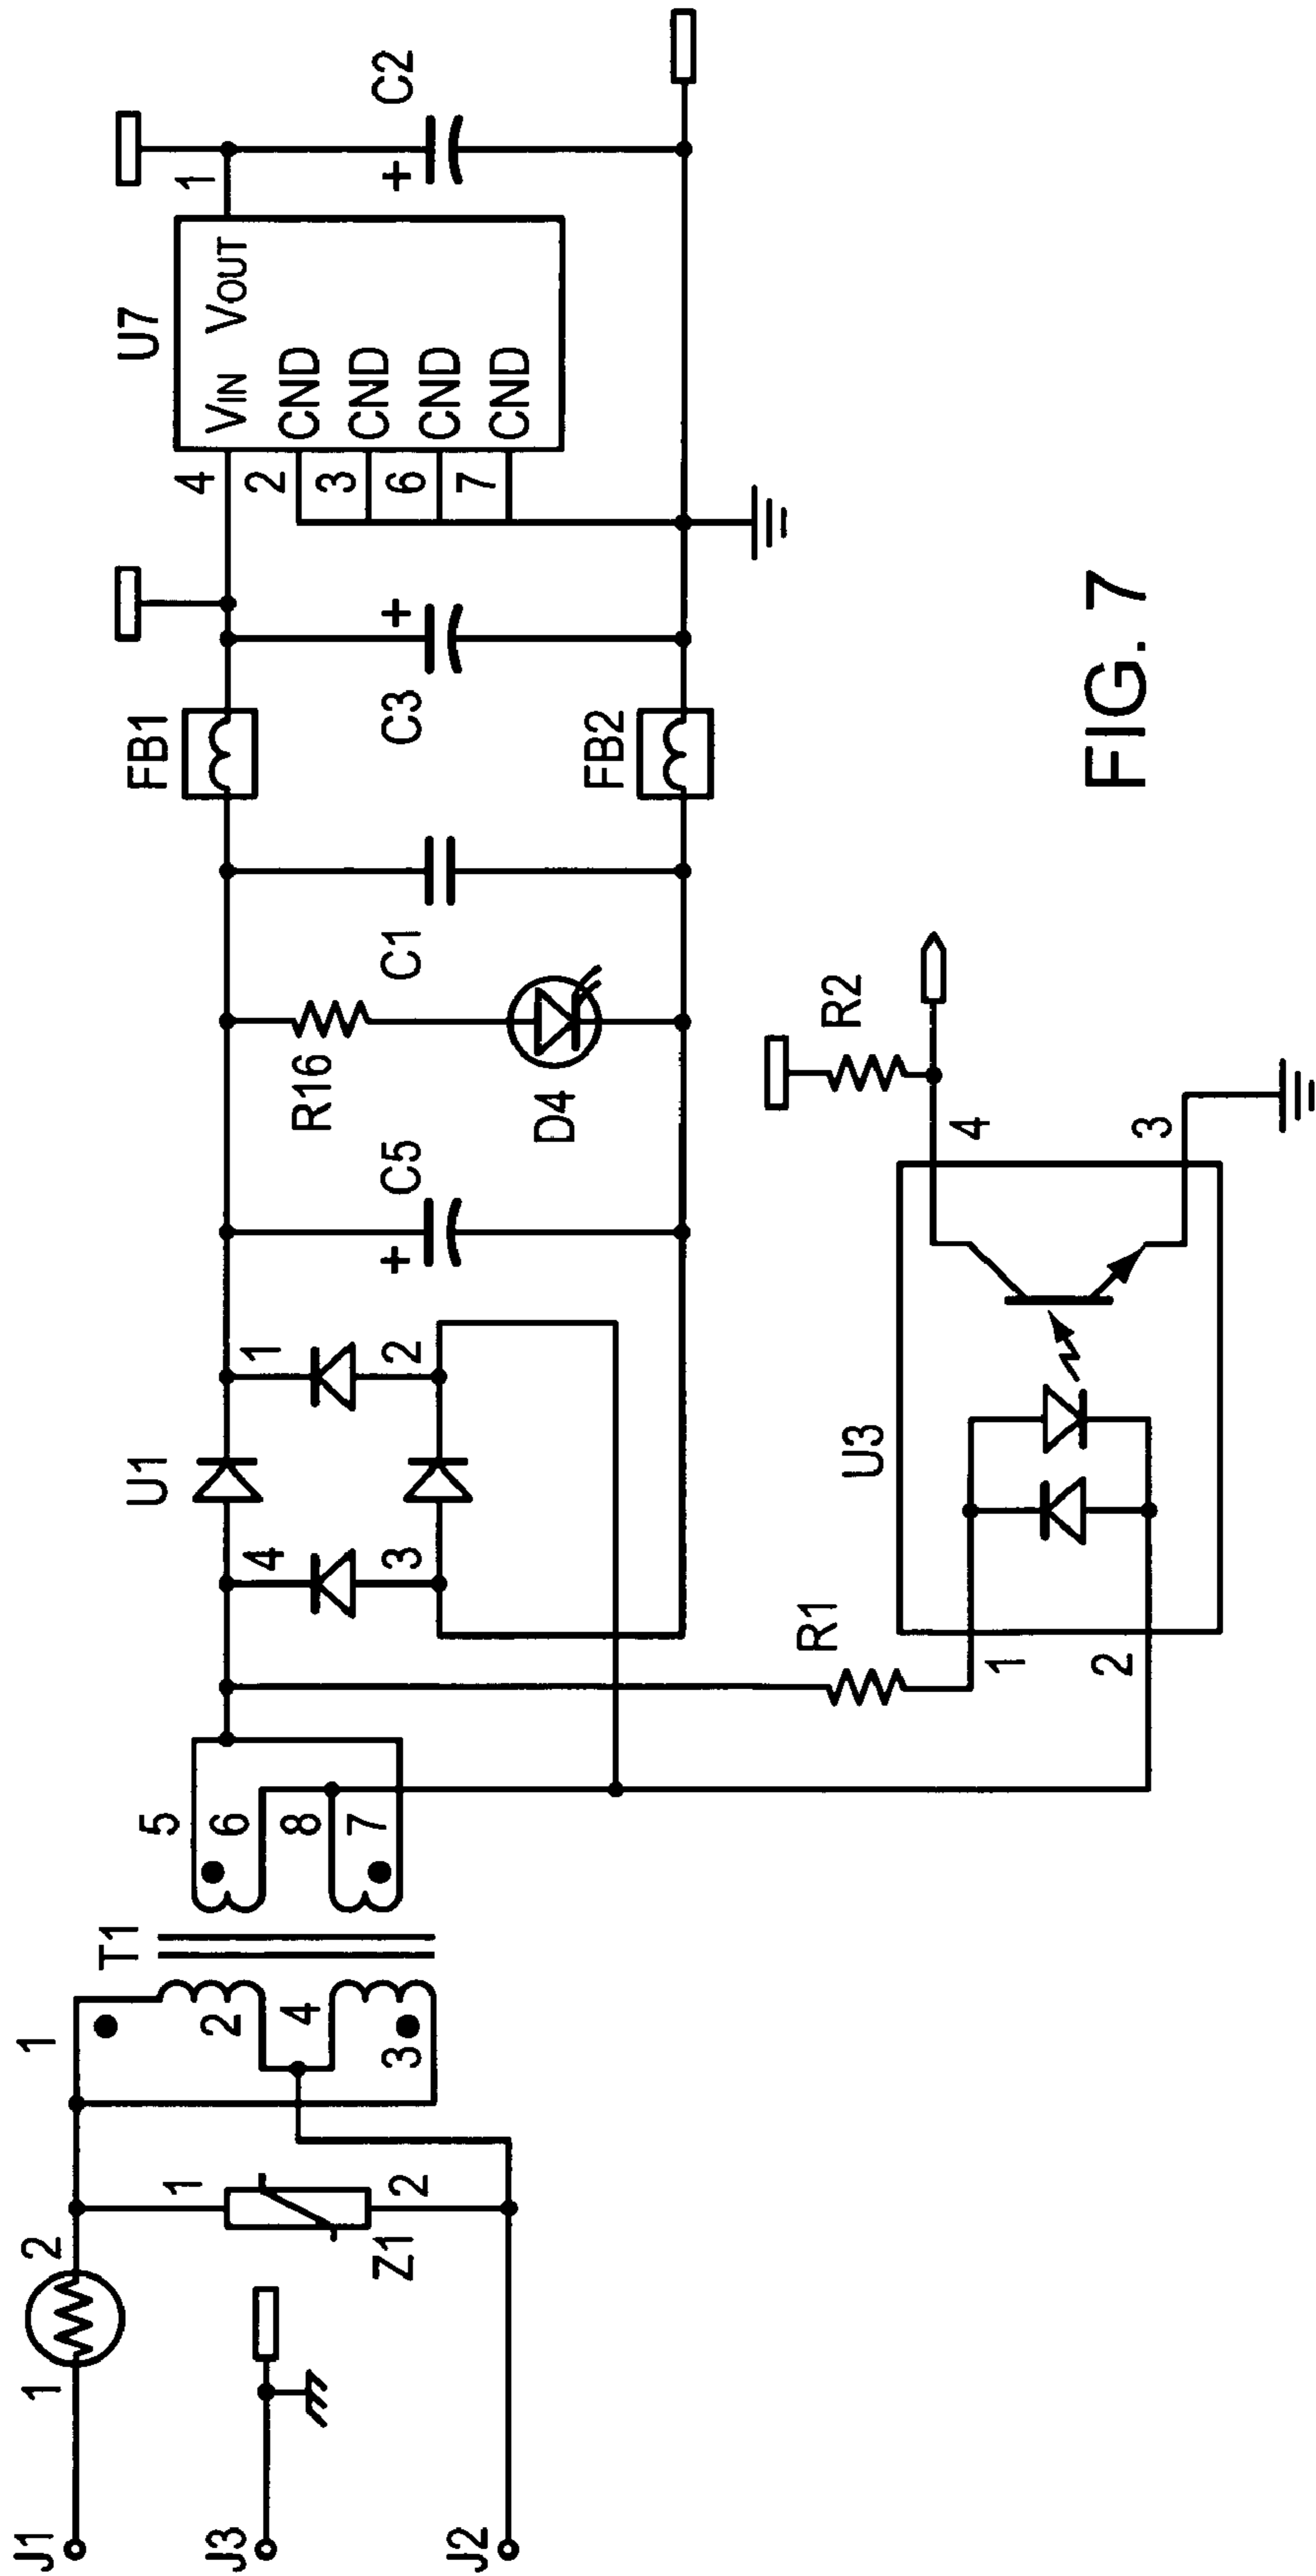 J1
1
2
J3
J2
1
Z1
2
1
T1
2
4
3
5
6
8
7
U1
4
1
3
2
+
C5
R16
D4
C1
FB1
FB2
C3
+
U7
4
VIN
VOUT
1
2
CND
3
CND
6
CND
7
CND
+
C2
R1
U3
1
2
4
3
R2
FIG. 7